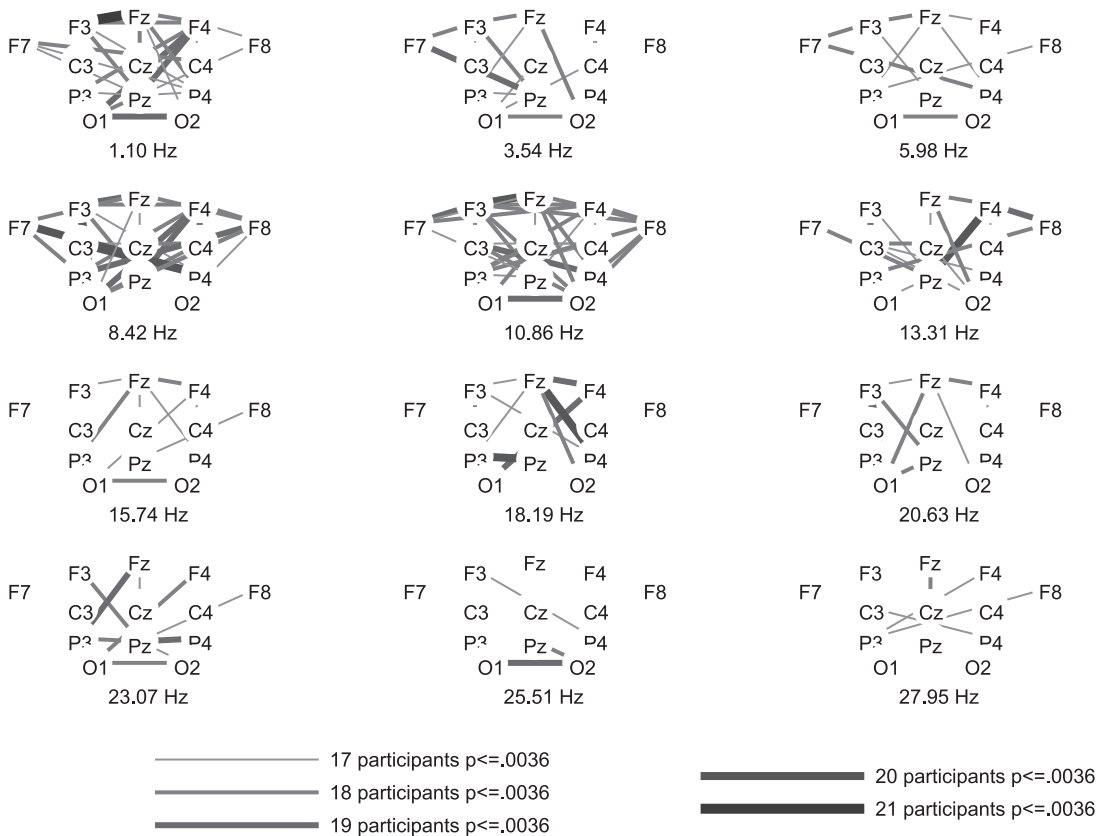 Fz
F3 F4
F7 F8
C3 Cz C4
P3 Pz P4
O1 O2
1.10 Hz
Fz
F3 F4
F7 F8
C3 Cz C4
P3 Pz P4
O1 O2
3.54 Hz
Fz
F3 F4
F7 F8
C3 Cz C4
P3 Pz P4
O1 O2
5.98 Hz
Fz
F3 F4
F7 F8
C3 Cz C4
P3 Pz P4
O1 O2
8.42 Hz
Fz
F3 F4
F7 F8
C3 Cz C4
P3 Pz P4
O1 O2
10.86 Hz
Fz
F3 F4
F7 F8
C3 Cz C4
P3 Pz P4
O1 O2
13.31 Hz
Fz
F3 F4
F7 F8
C3 Cz C4
P3 Pz P4
O1 O2
15.74 Hz
Fz
F3 F4
F7 F8
C3 Cz C4
P3 Pz P4
O1 O2
18.19 Hz
Fz
F3 F4
F7 F8
C3 Cz C4
P3 Pz P4
O1 O2
20.63 Hz
Fz
F3 F4
F7 F8
C3 Cz C4
P3 Pz P4
O1 O2
23.07 Hz
Fz
F3 F4
F7 F8
C3 Cz C4
P3 Pz P4
O1 O2
25.51 Hz
Fz
F3 F4
F7 F8
C3 Cz C4
P3 Pz P4
O1 O2
27.95 Hz
17 participants p<=.0036
18 participants p<=.0036
19 participants p<=.0036
20 participants p<=.0036
21 participants p<=.0036